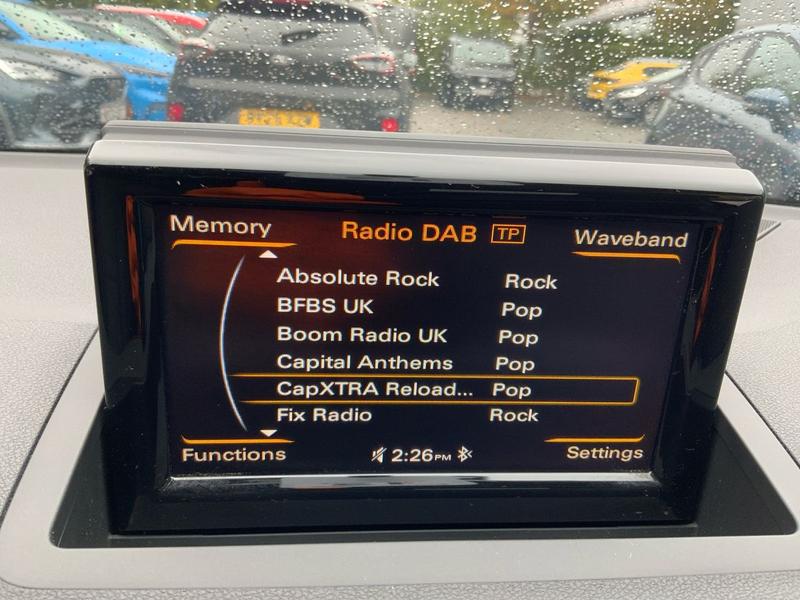 Memory Radio DAB TP Waveband
Absolute Rock Rock
BFBS UK Pop
Boom Radio UK Pop
Capital Anthems Pop
CapXTRA Reload... Pop
Fix Radio Rock
Functions 2:26PM Settings